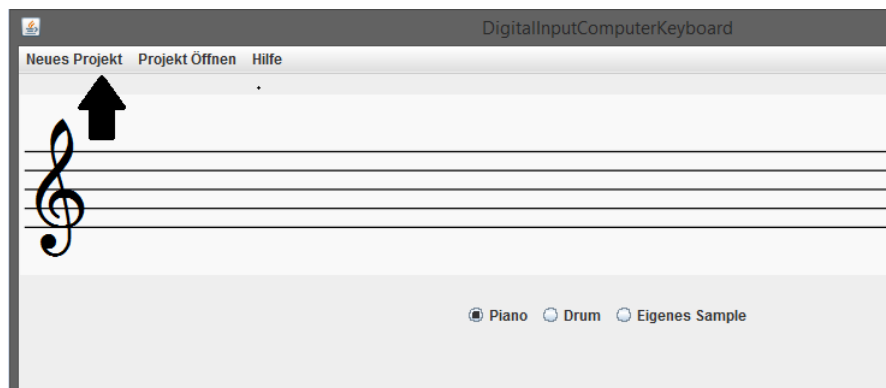 DigitalInputComputerKeyboard
Neues Projekt Projekt Öffnen Hilfe
Piano Drum Eigenes Sample